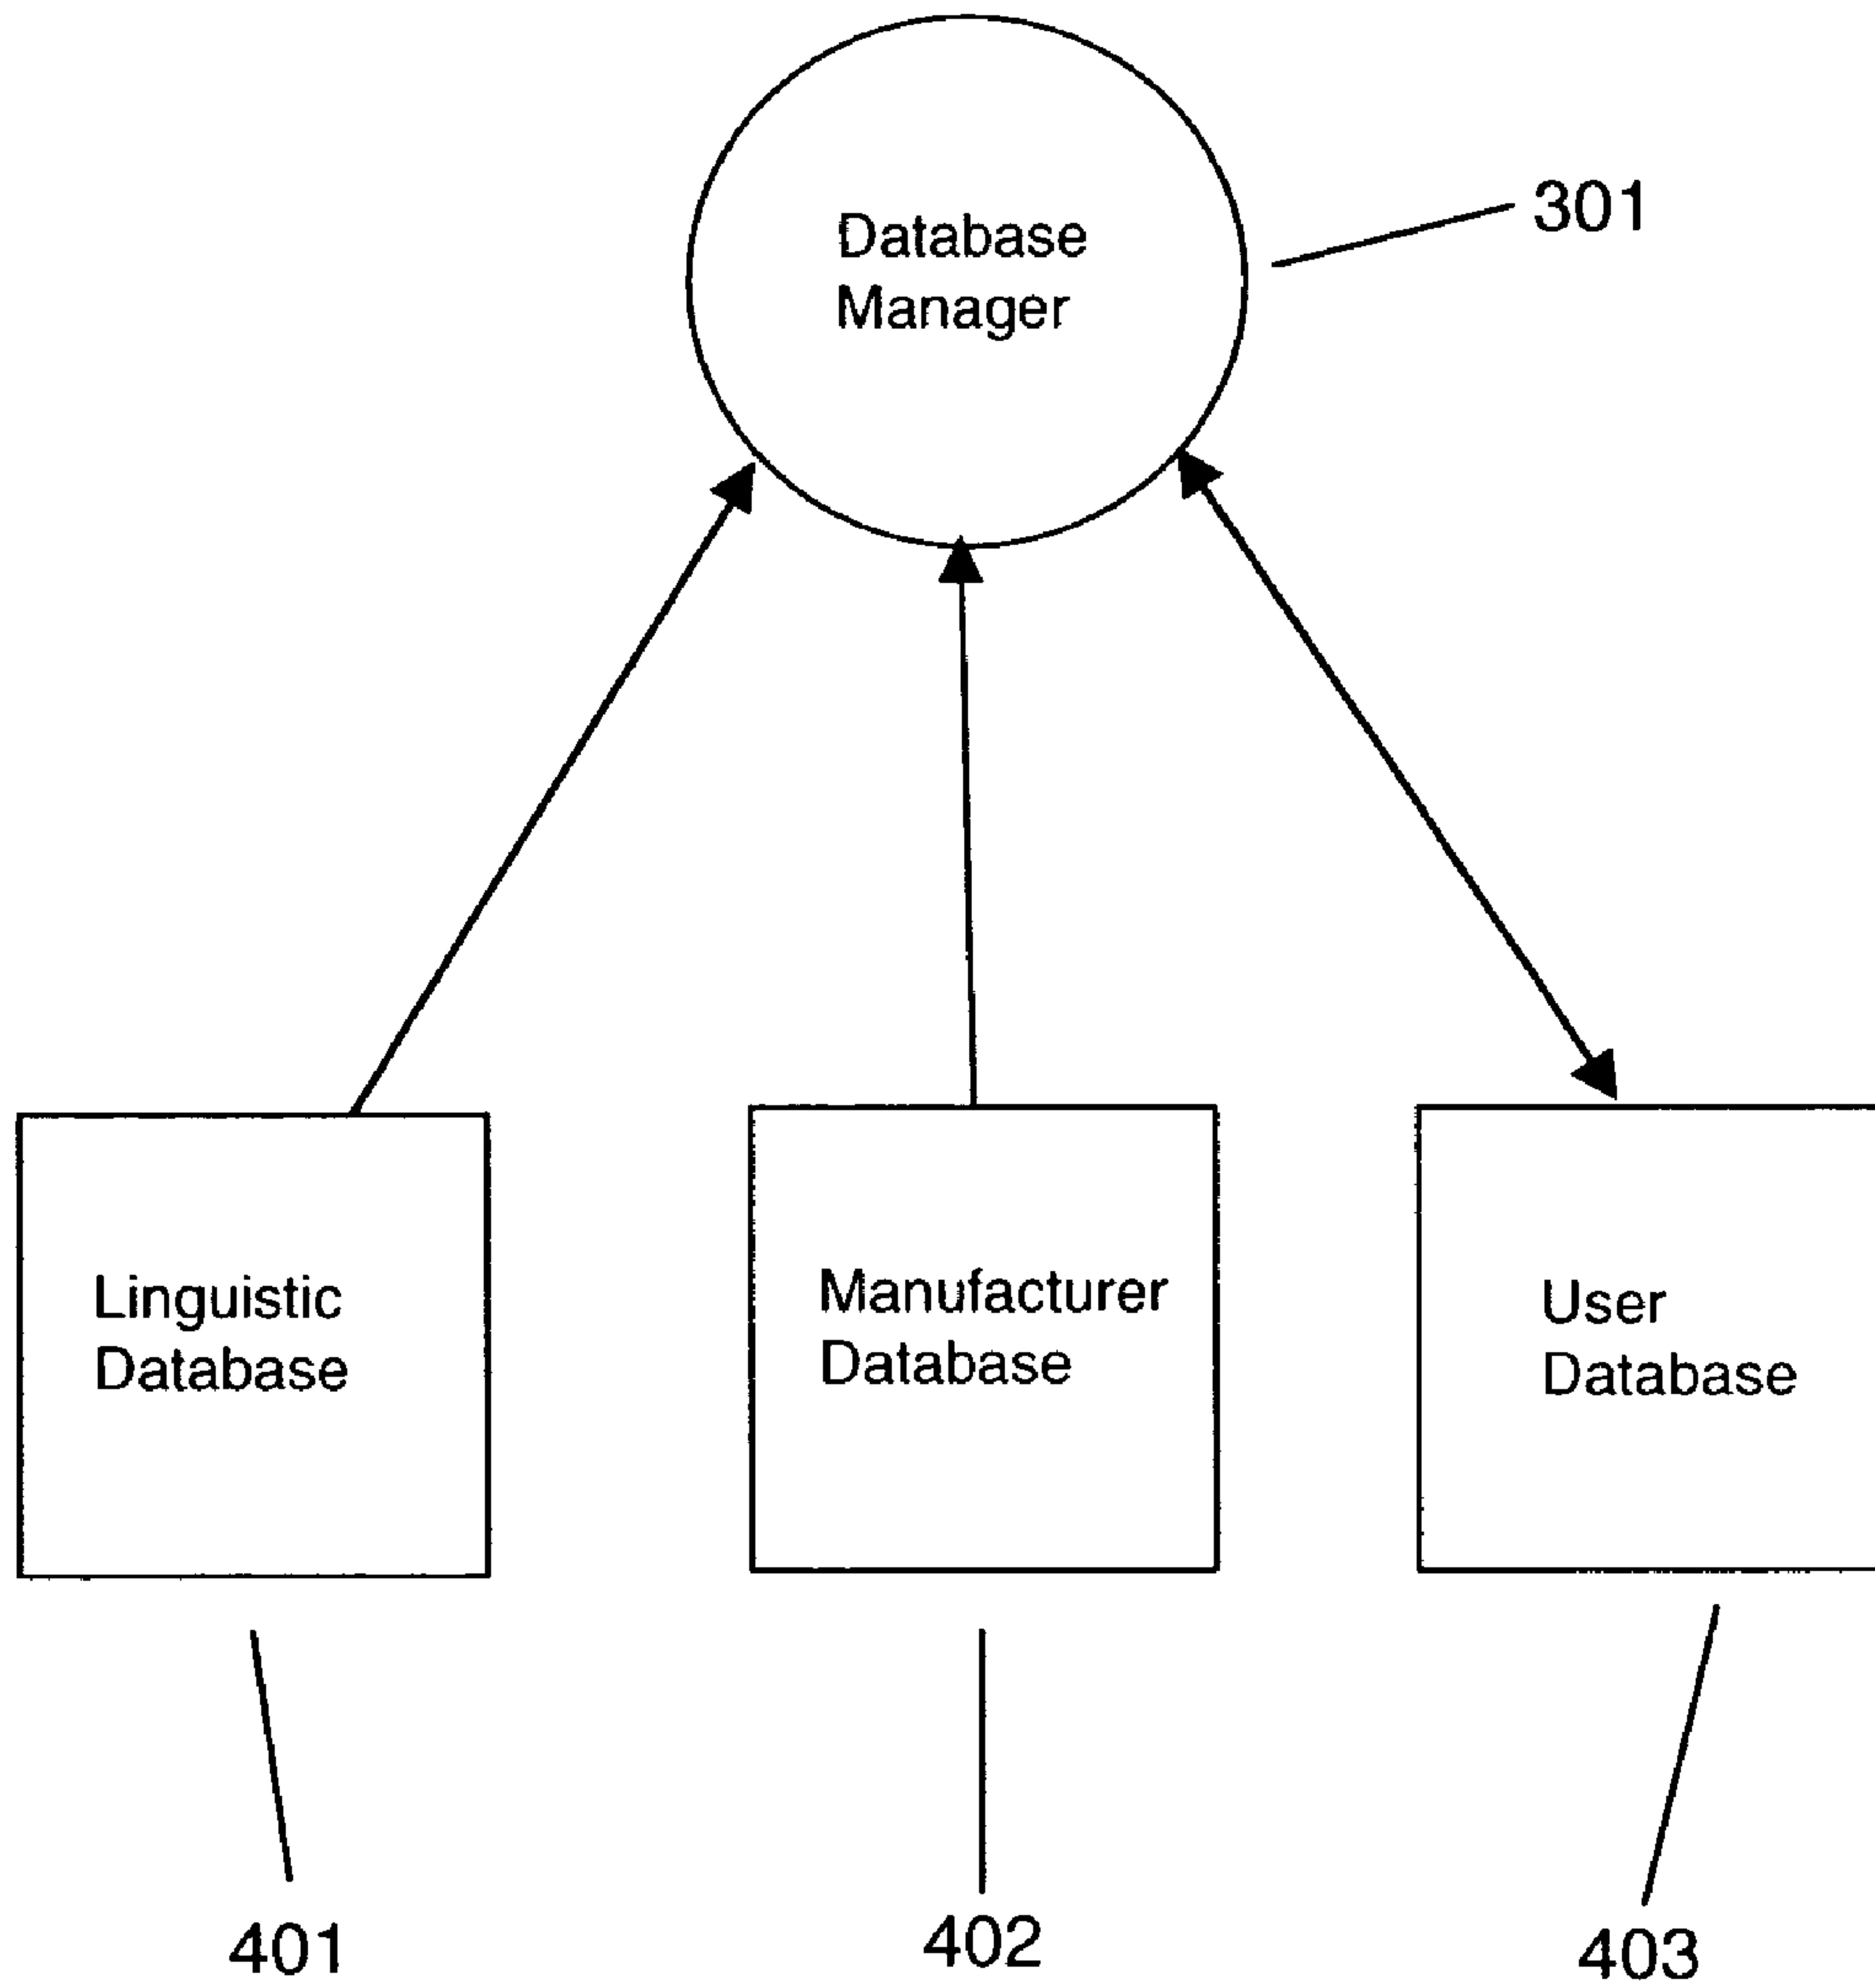 Database
Manager
301
Linguistic
Database
Manufacturer
Database
User
Database
401
402
403